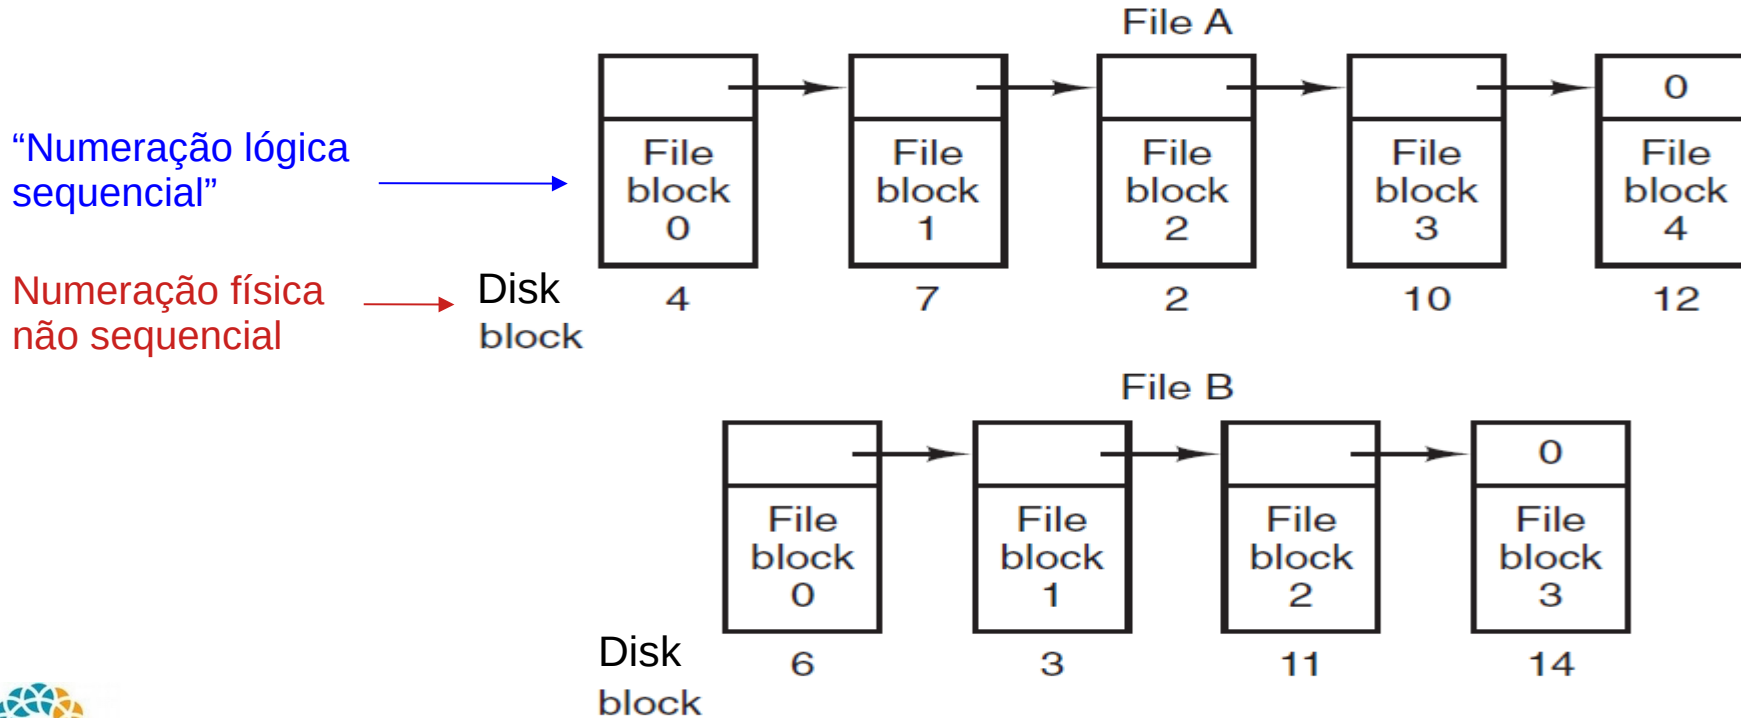 File A
0
“Numeração lógica
sequencial”
File
block
0
File
block
1
File
block
2
File
block
3
File
block
4
Numeração física
não sequencial
Disk
block
4
7
2
10
12
File B
0
File
block
0
File
block
1
File
block
2
File
block
3
Disk
block
6
3
11
14